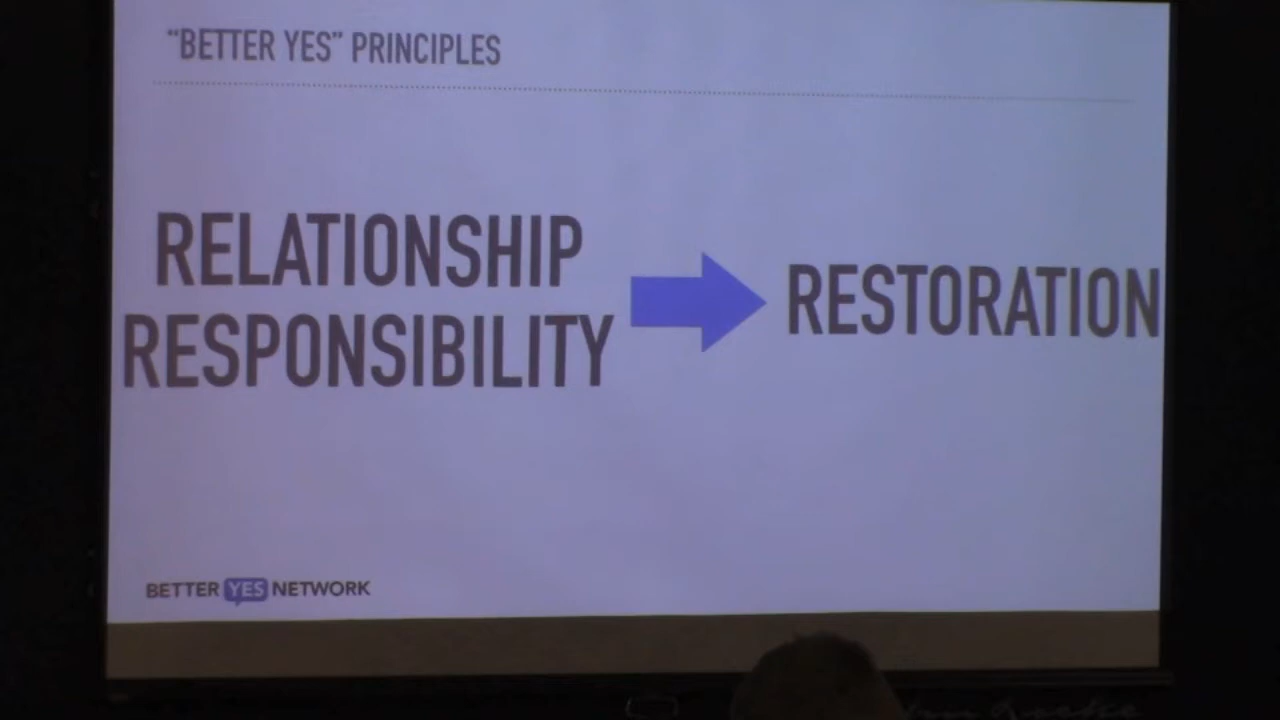 “BETTER YES” PRINCIPLES
RELATIONSHIP
RESPONSIBILITY
RESTORATION
BETTER YES NETWORK